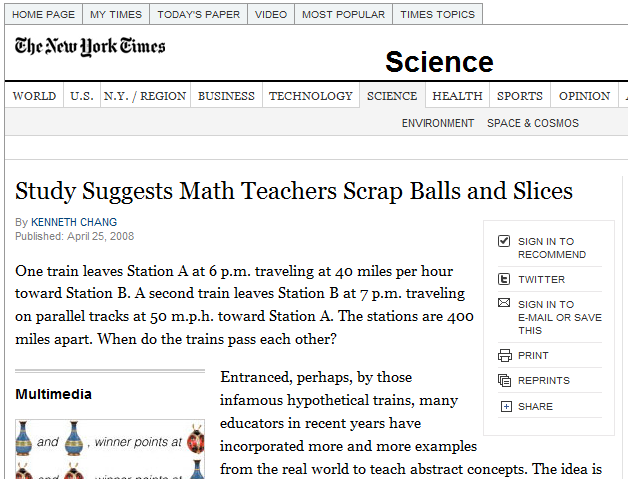 HOME PAGE MY TIMES TODAY'S PAPER VIDEO MOST POPULAR TIMES TOPICS
The New York Times
Science
WORLD U.S. N.Y. / REGION BUSINESS TECHNOLOGY SCIENCE HEALTH SPORTS OPINION
ENVIRONMENT SPACE & COSMOS
Study Suggests Math Teachers Scrap Balls and Slices
By KENNETH CHANG
Published: April 25, 2008
SIGN IN TO
RECOMMEND
TWITTER
SIGN IN TO
E-MAIL OR SAVE
THIS
PRINT
REPRINTS
SHARE
One train leaves Station A at 6 p.m. traveling at 40 miles per hour
toward Station B. A second train leaves Station B at 7 p.m. traveling
on parallel tracks at 50 m.p.h. toward Station A. The stations are 400
miles apart. When do the trains pass each other?
Multimedia
and , winner points at
and , winner points at
Entranced, perhaps, by those
infamous hypothetical trains, many
educators in recent years have
incorporated more and more examples
from the real world to teach abstract concepts. The idea is